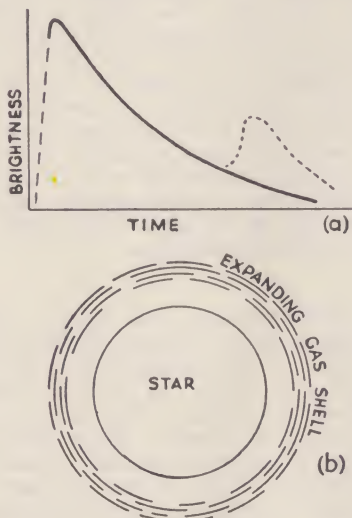 BRIGHTNESS
TIME
(a)
EXPANDING GAS SHELL
STAR
(b)